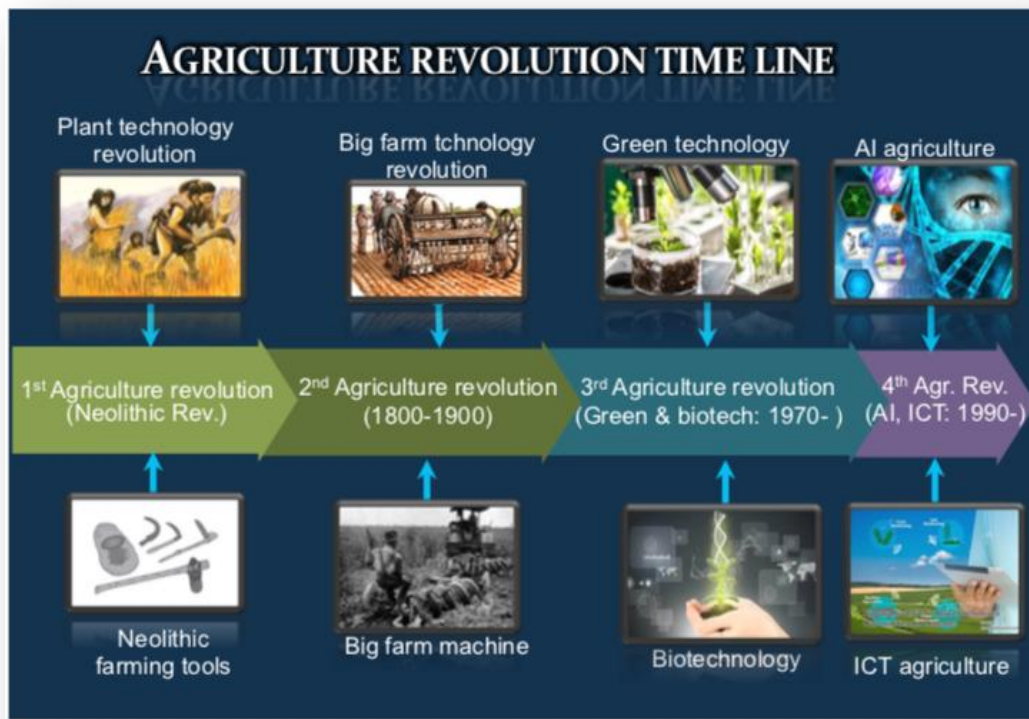 AGRICULTURE REVOLUTION TIME LINE
Plant technology
revolution
Big farm tchnology
revolution
Green technology
AI agriculture
1st Agriculture revolution
(Neolithic Rev.)
2nd Agriculture revolution
(1800-1900)
3rd Agriculture revolution
(Green & biotech: 1970- )
4th Agr. Rev.
(AI, ICT: 1990-)
Neolithic
farming tools
Big farm machine
Biotechnology
ICT agriculture